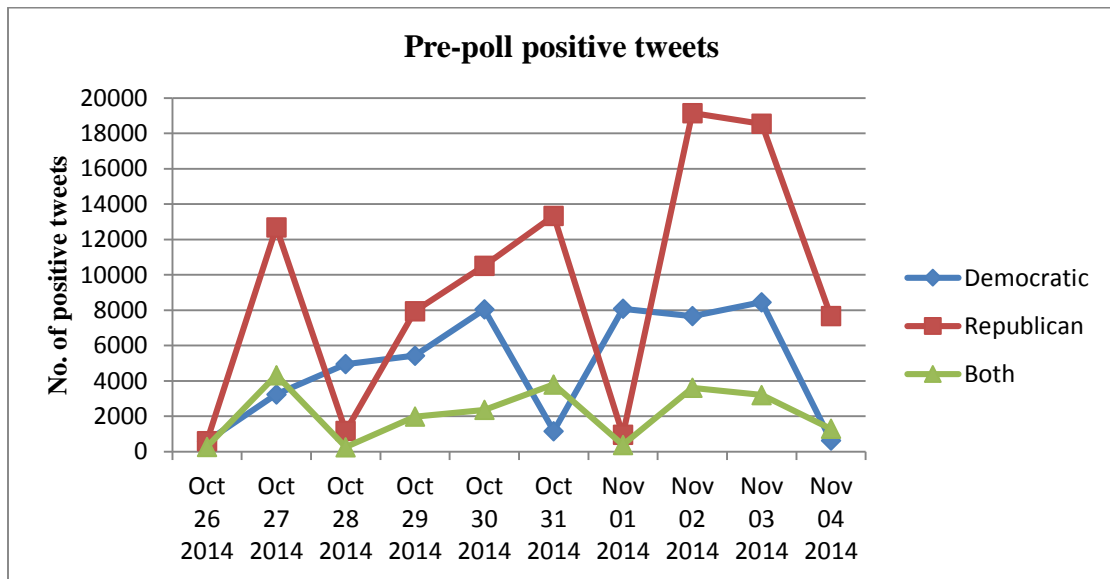 Pre-poll positive tweets
No. of positive tweets
20000
18000
16000
14000
12000
10000
8000
6000
4000
2000
0
Oct
26
2014
Oct
27
2014
Oct
28
2014
Oct
29
2014
Oct
30
2014
Oct
31
2014
Nov
01
2014
Nov
02
2014
Nov
03
2014
Nov
04
2014
Democratic
Republican
Both